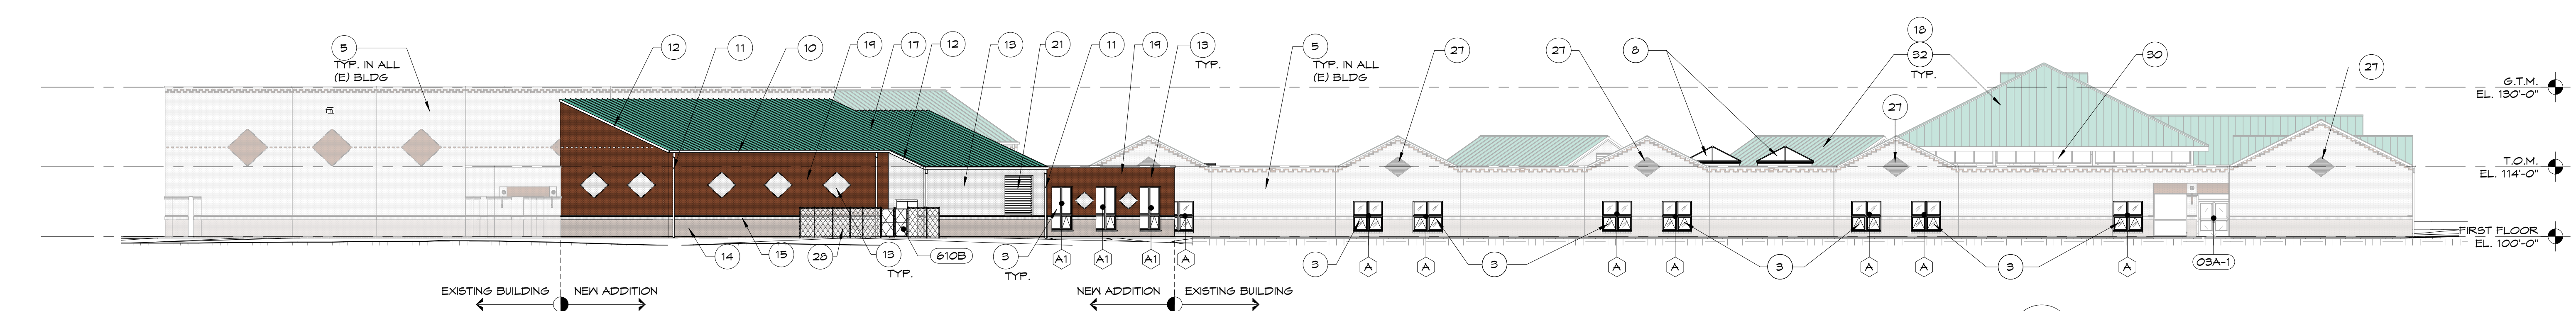 5
TYP. IN ALL
(E) BLDG
12
11
10
19
17
12
13
21
11
19
13
TYP.
5
TYP. IN ALL
(E) BLDG
27
27
8
18
32
TYP.
27
30
27
G.T.M.
EL. 130'-0"
T.O.M.
EL. 114'-0"
FIRST FLOOR
EL. 100'-0"
14
15
28
13
TYP.
610B
3
TYP.
A1
A1
A1
A
3
A
A
3
A
A
3
A
A
3
A
03A-1
EXISTING BUILDING
NEW ADDITION
NEW ADDITION
EXISTING BUILDING